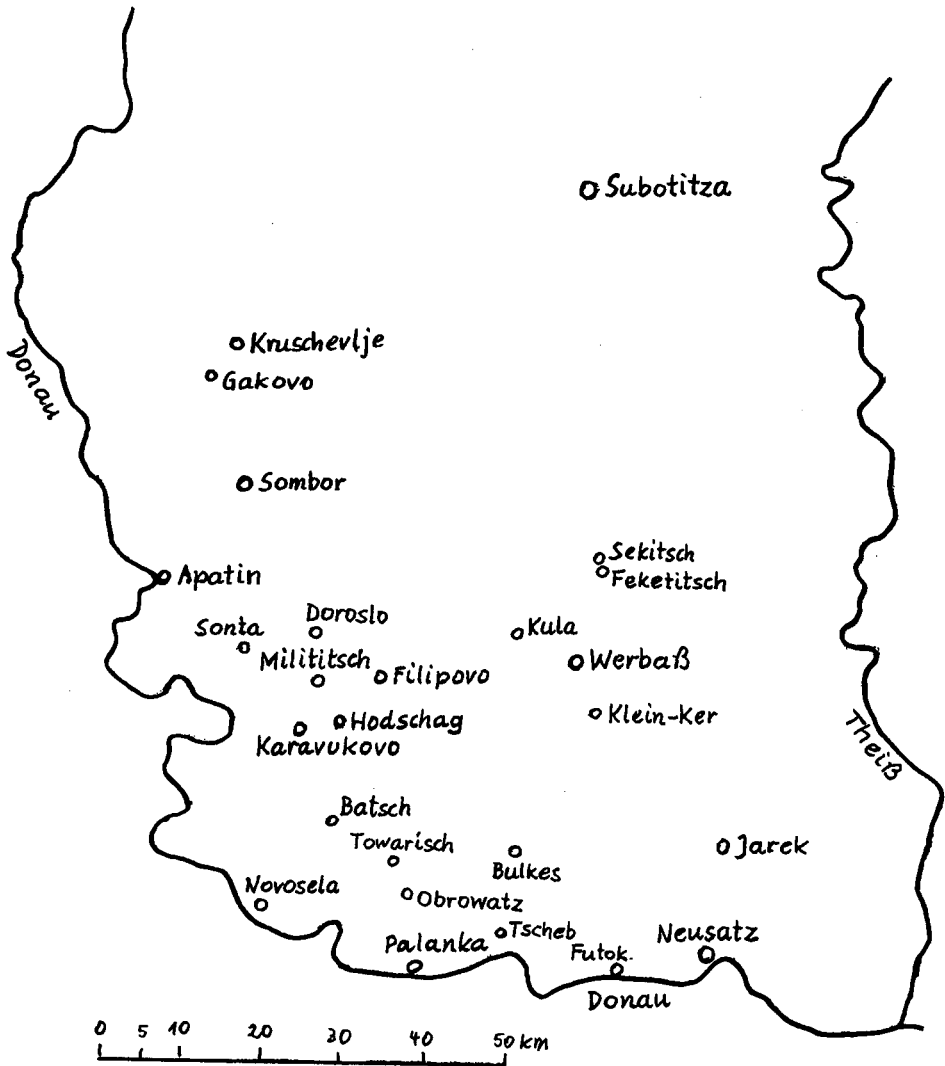 Subotitza
Kruschevlje
Gakovo
Donau
Sombor
Sekitsch
Feketitsch
Apatin
Doroslo
Sonta
Kula
Milititsch
Werbaß
Filipovo
Klein-Ker
Hodschag
Karavukovo
Theiß
Batsch
Towarisch
Jarek
Bulkes
Novosela
Obrowatz
Tscheb
Neusatz
Palanka
Futok.
Donau
0 5 10 20 30 40 50 km